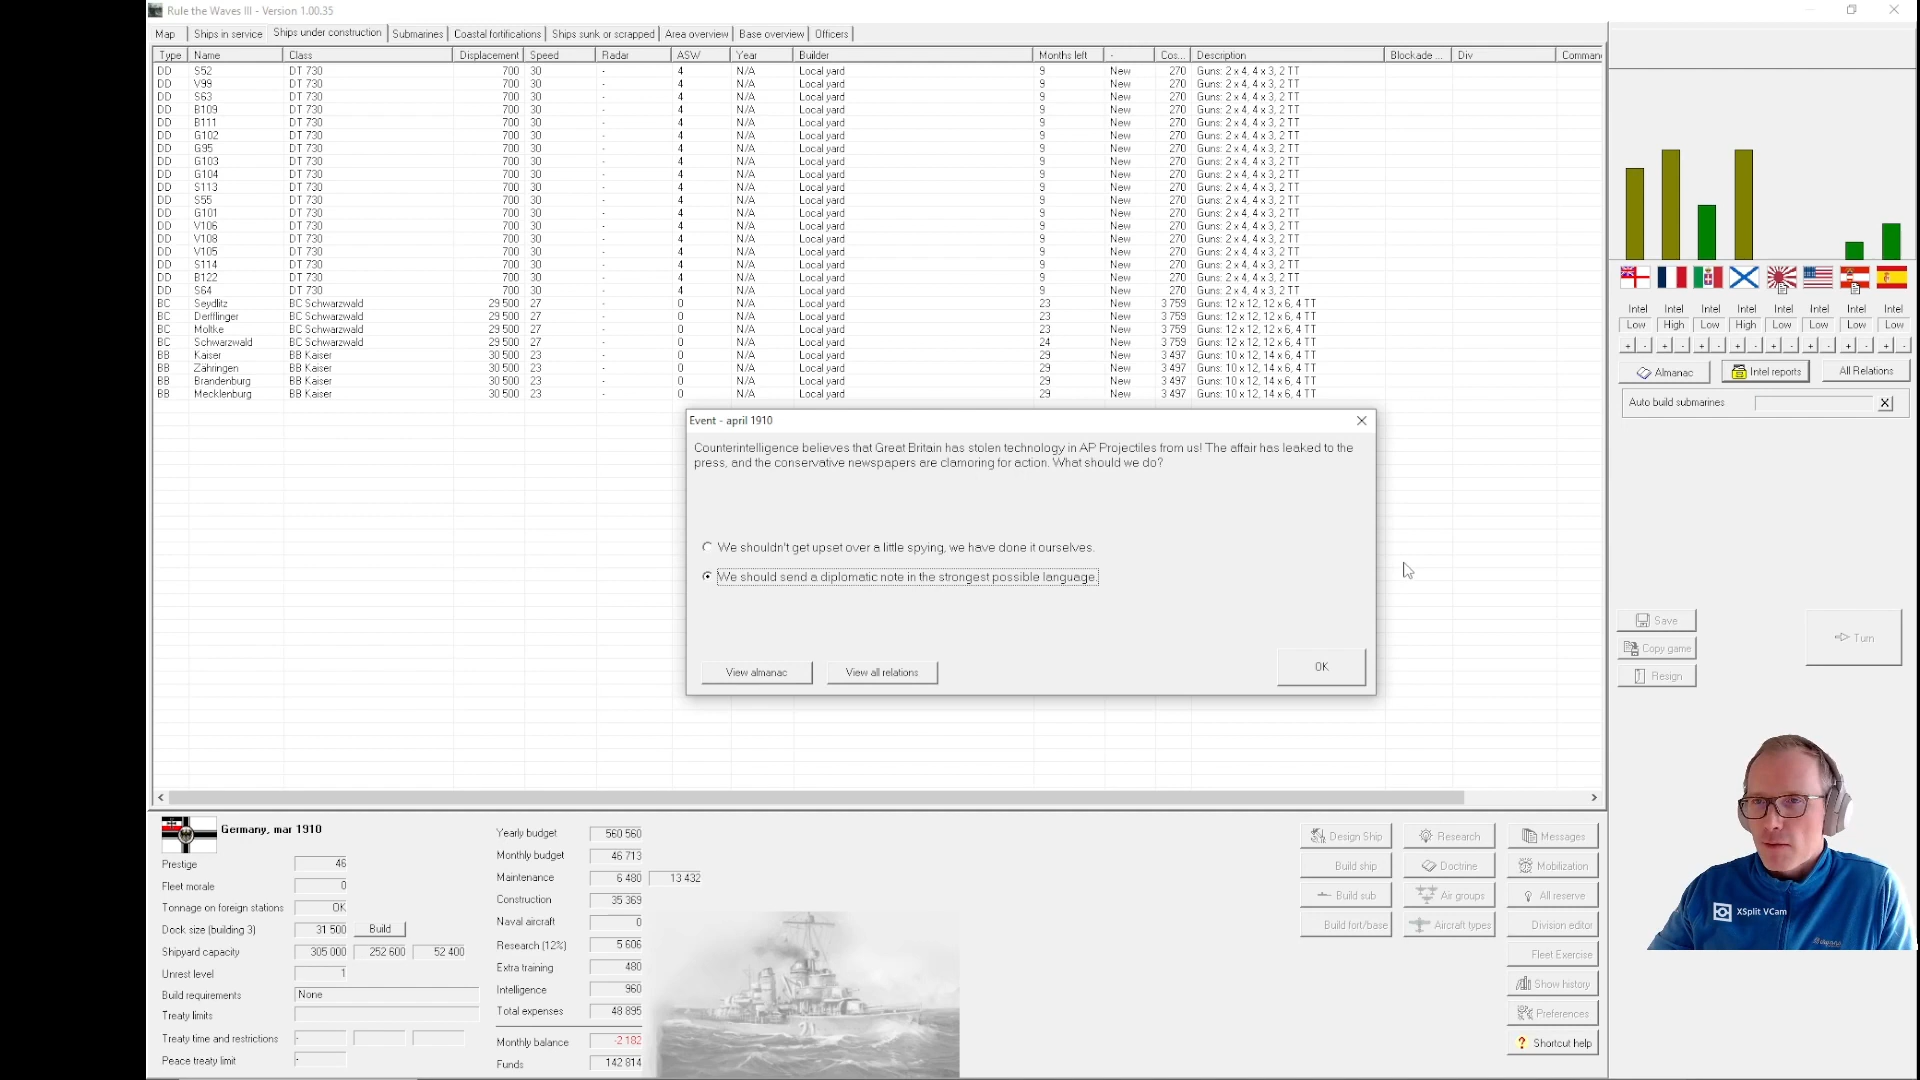 Rule the Waves III - Version 1.00.35
Map Ships in service Ships under construction Submarines Coastal fortifications Ships sunk or scrapped Area overview Base overview Officers
Type Name Class Displacement Speed Radar ASW Year Builder Months left - Cos... Description Blockade ... Div Comman
DD S52 DT 730 700 30 - 4 N/A Local yard 9 New 270 Guns: 2 x 4, 4 x 3, 2 TT
DD V99 DT 730 700 30 - 4 N/A Local yard 9 New 270 Guns: 2 x 4, 4 x 3, 2 TT
DD S63 DT 730 700 30 - 4 N/A Local yard 9 New 270 Guns: 2 x 4, 4 x 3, 2 TT
DD B109 DT 730 700 30 - 4 N/A Local yard 9 New 270 Guns: 2 x 4, 4 x 3, 2 TT
DD B111 DT 730 700 30 - 4 N/A Local yard 9 New 270 Guns: 2 x 4, 4 x 3, 2 TT
DD G102 DT 730 700 30 - 4 N/A Local yard 9 New 270 Guns: 2 x 4, 4 x 3, 2 TT
DD G95 DT 730 700 30 - 4 N/A Local yard 9 New 270 Guns: 2 x 4, 4 x 3, 2 TT
DD G103 DT 730 700 30 - 4 N/A Local yard 9 New 270 Guns: 2 x 4, 4 x 3, 2 TT
DD G104 DT 730 700 30 - 4 N/A Local yard 9 New 270 Guns: 2 x 4, 4 x 3, 2 TT
DD S113 DT 730 700 30 - 4 N/A Local yard 9 New 270 Guns: 2 x 4, 4 x 3, 2 TT
DD S55 DT 730 700 30 - 4 N/A Local yard 9 New 270 Guns: 2 x 4, 4 x 3, 2 TT
DD G101 DT 730 700 30 - 4 N/A Local yard 9 New 270 Guns: 2 x 4, 4 x 3, 2 TT
DD V106 DT 730 700 30 - 4 N/A Local yard 9 New 270 Guns: 2 x 4, 4 x 3, 2 TT
DD V108 DT 730 700 30 - 4 N/A Local yard 9 New 270 Guns: 2 x 4, 4 x 3, 2 TT
DD V105 DT 730 700 30 - 4 N/A Local yard 9 New 270 Guns: 2 x 4, 4 x 3, 2 TT
DD S114 DT 730 700 30 - 4 N/A Local yard 9 New 270 Guns: 2 x 4, 4 x 3, 2 TT
DD B122 DT 730 700 30 - 4 N/A Local yard 9 New 270 Guns: 2 x 4, 4 x 3, 2 TT
DD S64 DT 730 700 30 - 4 N/A Local yard 9 New 270 Guns: 2 x 4, 4 x 3, 2 TT
BC Seydlitz BC Schwarzwald 29 500 27 0 N/A Local yard 23 New 3 759 Guns: 12 x 12, 12 x 6, 4 TT
BC Derfflinger BC Schwarzwald 29 500 27 0 N/A Local yard 23 New 3 759 Guns: 12 x 12, 12 x 6, 4 TT
BC Moltke BC Schwarzwald 29 500 27 0 N/A Local yard 23 New 3 759 Guns: 12 x 12, 12 x 6, 4 TT
BC Schwarzwald BC Schwarzwald 29 500 27 0 N/A Local yard 24 New 3 759 Guns: 12 x 12, 12 x 6, 4 TT
BB Kaiser BB Kaiser 30 500 23 0 N/A Local yard 29 New 3 497 Guns: 10 x 12, 14 x 6, 4 TT
BB Zähringen BB Kaiser 30 500 23 0 N/A Local yard 29 New 3 497 Guns: 10 x 12, 14 x 6, 4 TT
BB Brandenburg BB Kaiser 30 500 23 0 N/A Local yard 29 New 3 497 Guns: 10 x 12, 14 x 6, 4 TT
BB Mecklenburg BB Kaiser 30 500 23 0 N/A Local yard 29 New 3 497 Guns: 10 x 12, 14 x 6, 4 TT
Intel Intel Intel Intel Intel Intel Intel Intel
Low High Low High Low Low Low Low
+ - + - + - + - + - + - + - + -
Almanac Intel reports All Relations
Auto build submarines X
Event - april 1910
Counterintelligence believes that Great Britain has stolen technology in AP Projectiles from us! The affair has leaked to the
press, and the conservative newspapers are clamoring for action. What should we do?
We shouldn't get upset over a little spying, we have done it ourselves.
We should send a diplomatic note in the strongest possible language.
View almanac View all relations OK
Save
Copy game
Resign
Turn
Germany, mar 1910
Prestige 46
Fleet morale 0
Tonnage on foreign stations OK
Dock size (building 3) 31 500 Build
Shipyard capacity 305 000 252 600 52 400
Unrest level 1
Build requirements None
Treaty limits
Treaty time and restrictions -
Peace treaty limit -
Yearly budget 560 560
Monthly budget 46 713
Maintenance 6 480 13 432
Construction 35 369
Naval aircraft 0
Research (12%) 5 606
Extra training 480
Intelligence 960
Total expenses 48 895
Monthly balance -2 182
Funds 142 814
Design Ship Research Messages
Build ship Doctrine Mobilization
Build sub Air groups All reserve
Build fort/base Aircraft types Division editor
Fleet Exercise
Show history
Preferences
? Shortcut help
XSplit VCam